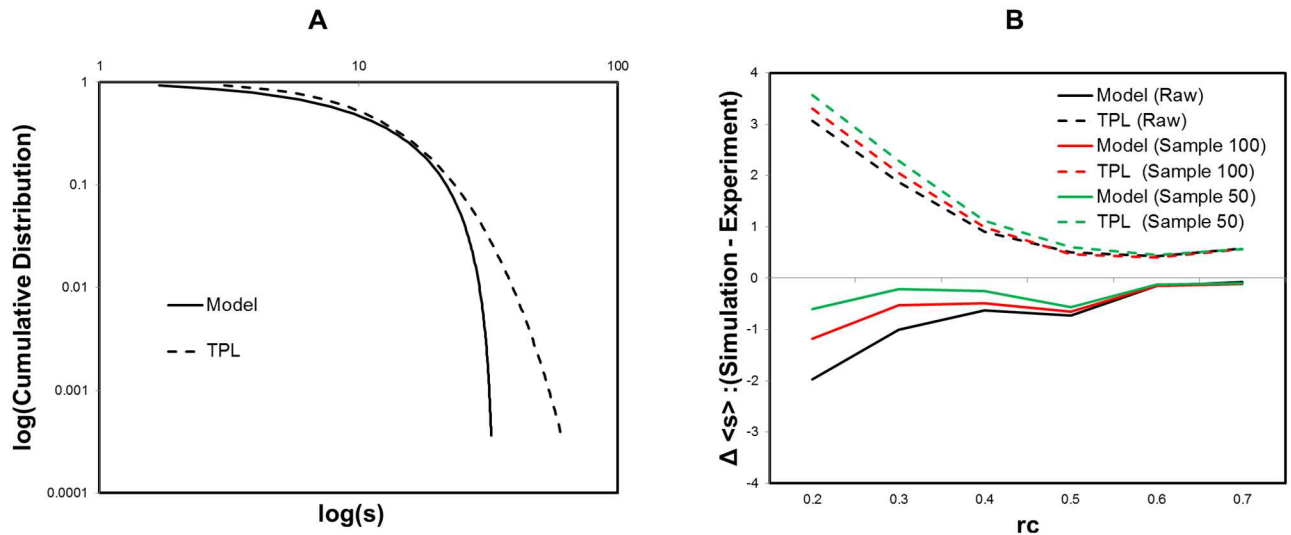 A
1 10 100
1
0.1
0.01
0.001
0.0001
log(Cumulative Distribution)
Model
TPL
log(s)
B
4
3
2
1
0
-1
-2
-3
-4
Δ <s> :(Simulation - Experiment)
Model (Raw)
TPL (Raw)
Model (Sample 100)
TPL (Sample 100)
Model (Sample 50)
TPL (Sample 50)
0.2 0.3 0.4 0.5 0.6 0.7
rc